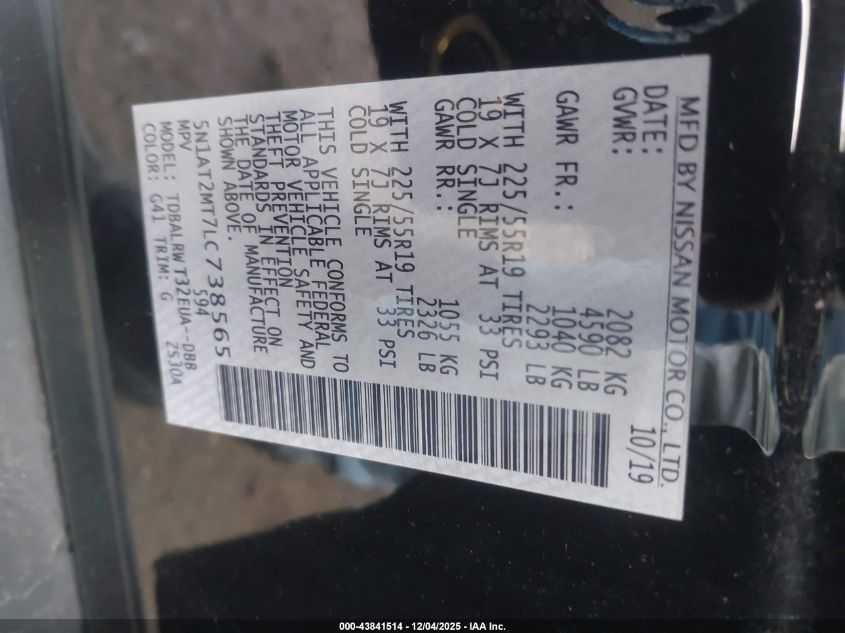 MFD BY NISSAN MOTOR CO., LTD.
DATE: 10/19
GVWR: 2082 KG
4590 LB
GAWR FR.: 1040 KG
2293 LB
WITH 225/55R19 TIRES
19 X 7J RIMS AT 33 PSI
COLD SINGLE
GAWR RR.: 1055 KG
2326 LB
WITH 225/55R19 TIRES
19 X 7J RIMS AT 33 PSI
COLD SINGLE
THIS VEHICLE CONFORMS TO
ALL APPLICABLE FEDERAL
MOTOR VEHICLE SAFETY AND
THEFT PREVENTION
STANDARDS IN EFFECT ON
THE DATE OF MANUFACTURE
SHOWN ABOVE.
5N1AT2MT7LC738565
MPV 594
MODEL: TDBALRWT32EUA--DBB
COLOR: G41 TRIM: G 2S30A
000-43841514 - 12/04/2025 - IAA Inc.